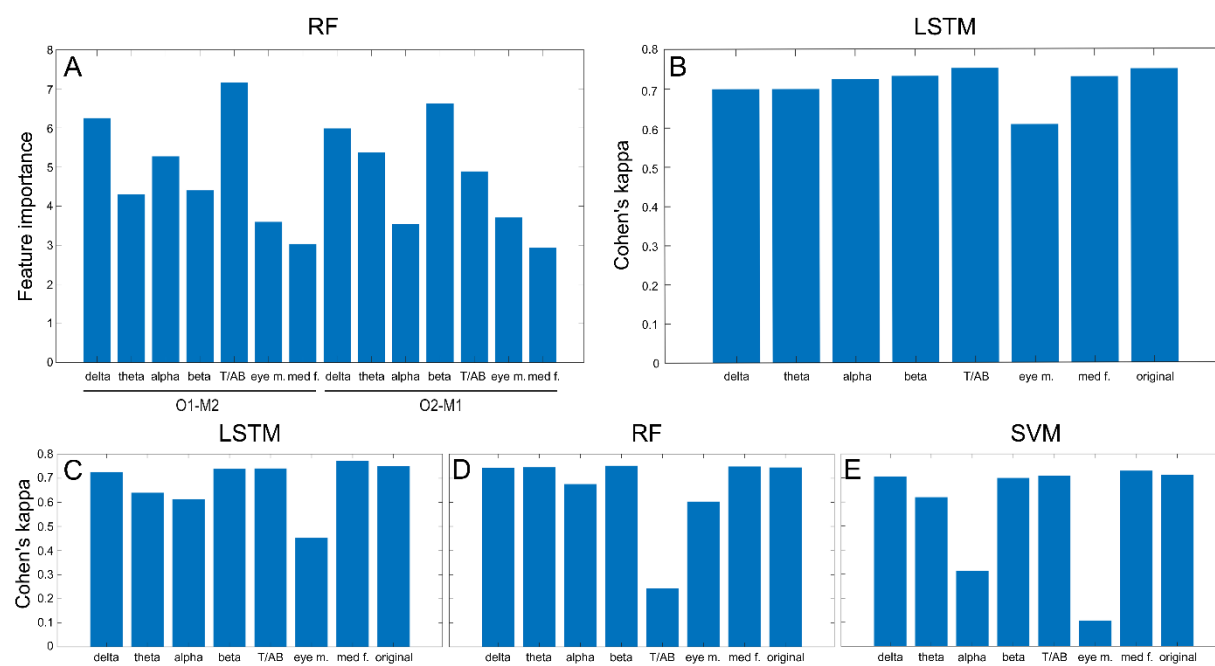 RF
A
Feature importance
8
7
6
5
4
3
2
1
0
delta theta alpha beta T/AB eye m. med f. delta theta alpha beta T/AB eye m. med f.
O1-M2 O2-M1
LSTM
B
Cohen's kappa
0.8
0.7
0.6
0.5
0.4
0.3
0.2
0.1
0
delta theta alpha beta T/AB eye m. med f. original
LSTM
C
Cohen's kappa
0.8
0.7
0.6
0.5
0.4
0.3
0.2
0.1
0
delta theta alpha beta T/AB eye m. med f. original
RF
D
delta theta alpha beta T/AB eye m. med f. original
SVM
E
delta theta alpha beta T/AB eye m. med f. original